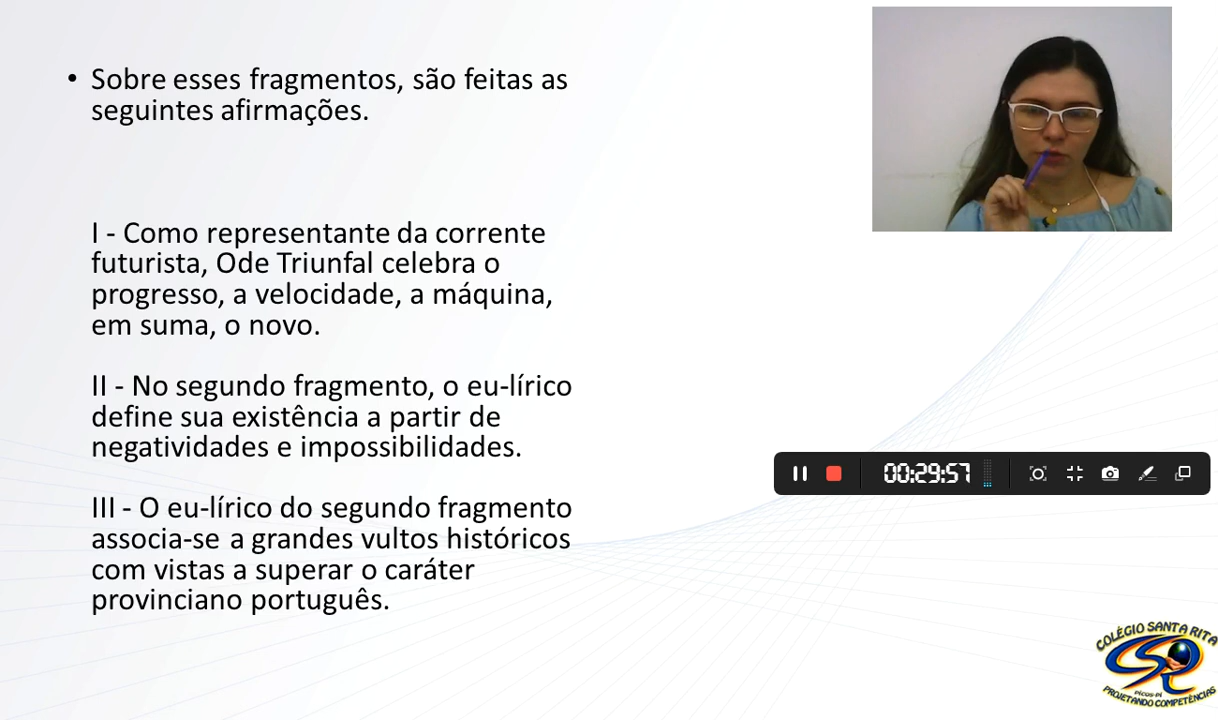 • Sobre esses fragmentos, são feitas as
seguintes afirmações.
I - Como representante da corrente
futurista, Ode Triunfal celebra o
progresso, a velocidade, a máquina,
em suma, o novo.
II - No segundo fragmento, o eu-lírico
define sua existência a partir de
negatividades e impossibilidades.
III - O eu-lírico do segundo fragmento
associa-se a grandes vultos históricos
com vistas a superar o caráter
provinciano português.
00:29:57
COLÉGIO SANTA RITA
PICOS-PI
PROJETANDO COMPETÊNCIAS